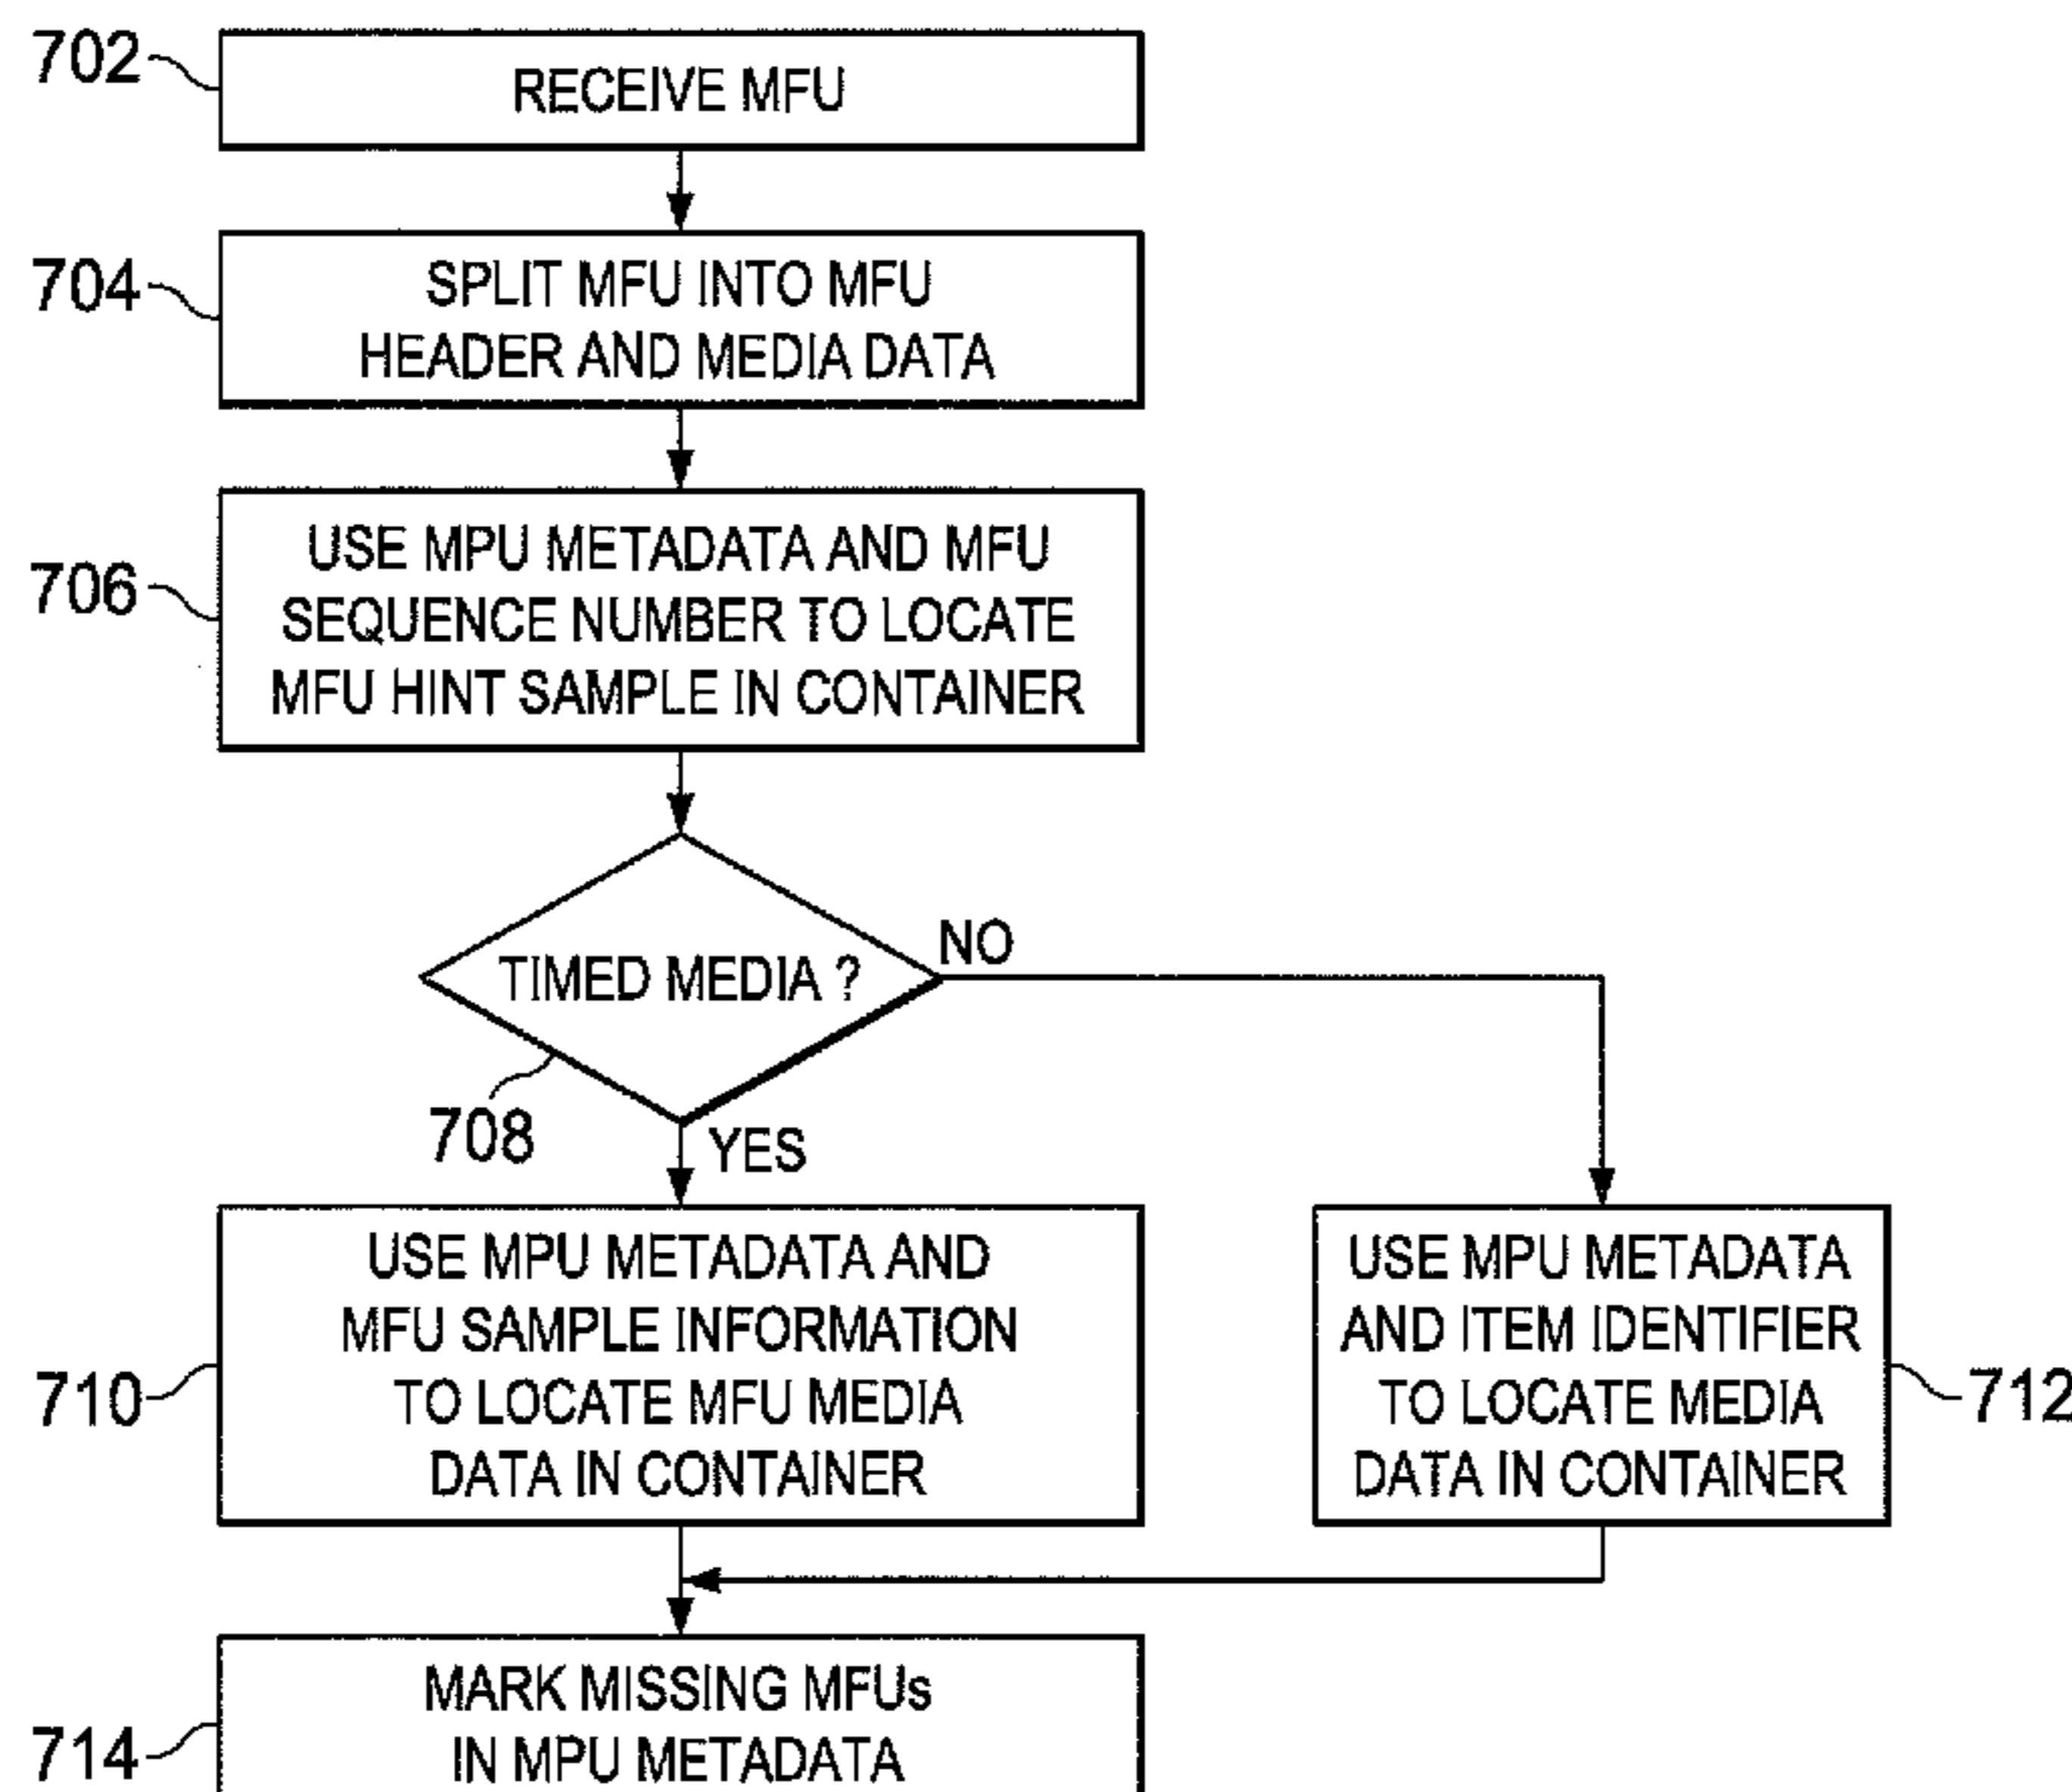 702
RECEIVE MFU
704
SPLIT MFU INTO MFU
HEADER AND MEDIA DATA
706
USE MPU METADATA AND MFU
SEQUENCE NUMBER TO LOCATE
MFU HINT SAMPLE IN CONTAINER
TIMED MEDIA ?
NO
708
YES
710
USE MPU METADATA AND
MFU SAMPLE INFORMATION
TO LOCATE MFU MEDIA
DATA IN CONTAINER
USE MPU METADATA
AND ITEM IDENTIFIER
TO LOCATE MEDIA
DATA IN CONTAINER
712
714
MARK MISSING MFUs
IN MPU METADATA